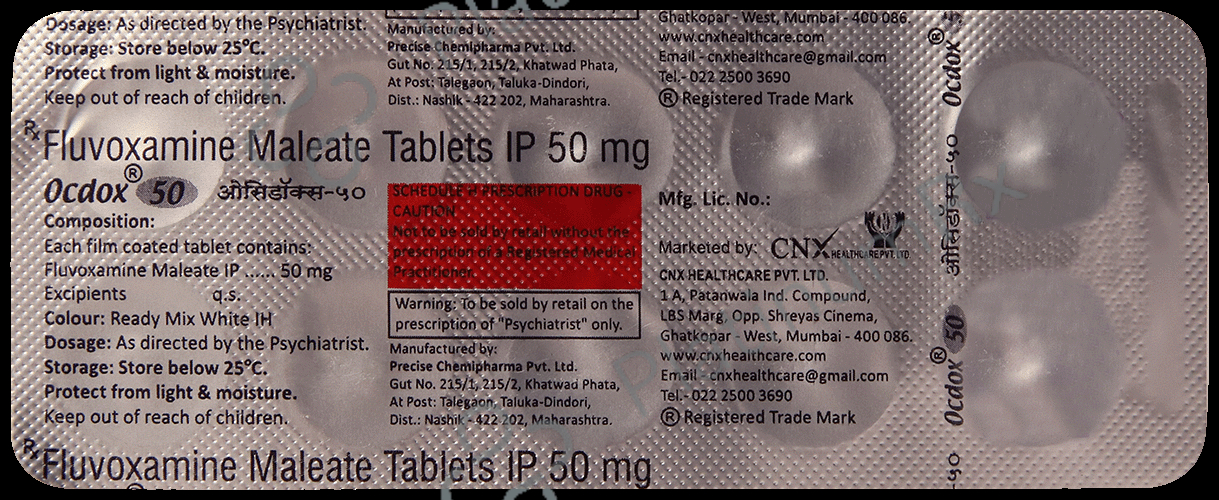 Dosage: As directed by the Psychiatrist.
Storage: Store below 25°C.
Protect from light & moisture.
Keep out of reach of children.
Manufactured by:
Precise Chemipharma Pvt. Ltd.
Gut No. 215/1, 215/2, Khatwad Phata,
At Post: Talegaon, Taluka-Dindori,
Dist.: Nashik - 422 202, Maharashtra.
Ghatkopar - West, Mumbai - 400 086.
www.cnxhealthcare.com
Email - cnxhealthcare@gmail.com
Tel.- 022 2500 3690
® Registered Trade Mark
Rx Fluvoxamine Maleate Tablets IP 50 mg
Ocdox® 50 ओसिडॉक्स-५०
Composition:
Each film coated tablet contains:
Fluvoxamine Maleate IP ...... 50 mg
Excipients q.s.
Colour: Ready Mix White IH
Dosage: As directed by the Psychiatrist.
Storage: Store below 25°C.
Protect from light & moisture.
Keep out of reach of children.
SCHEDULE H PRESCRIPTION DRUG -
CAUTION
Not to be sold by retail without the
prescription of a Registered Medical
Practitioner.
Warning: To be sold by retail on the
prescription of "Psychiatrist" only.
Manufactured by:
Precise Chemipharma Pvt. Ltd.
Gut No. 215/1, 215/2, Khatwad Phata,
At Post: Talegaon, Taluka-Dindori,
Dist.: Nashik - 422 202, Maharashtra.
Mfg. Lic. No.:
Marketed by: CNX HEALTHCARE PVT. LTD.
CNX HEALTHCARE PVT. LTD.
1 A, Patanwala Ind. Compound,
LBS Marg, Opp. Shreyas Cinema,
Ghatkopar - West, Mumbai - 400 086.
www.cnxhealthcare.com
Email - cnxhealthcare@gmail.com
Tel.- 022 2500 3690
® Registered Trade Mark
Ocdox® 5
Ocdox® 50 ओसिडॉक्स-५०
-५०
Rx Fluvoxamine Maleate Tablets IP 50 mg